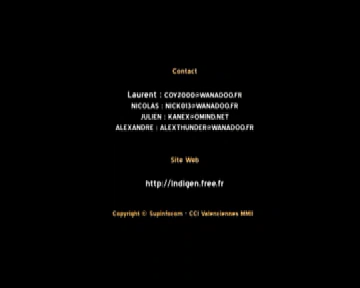 Contact
Laurent : COY2000@WANADOO.FR
NICOLAS : NICK013@WANADOO.FR
JULIEN : KANEX@OMIND.NET
ALEXANDRE : ALEXTHUNDER@WANADOO.FR
Site Web
http://indigen.free.fr
Copyright © Supinfocom - CCI Valenciennes MMII